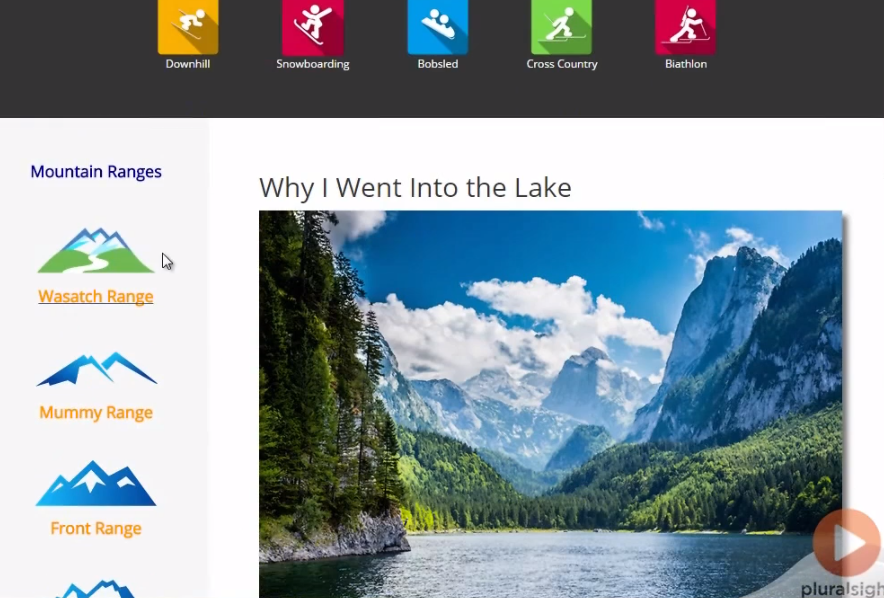 Downhill
Snowboarding
Bobsled
Cross Country
Biathlon
Mountain Ranges
Why I Went Into the Lake
Wasatch Range
Mummy Range
Front Range
pluralsigh